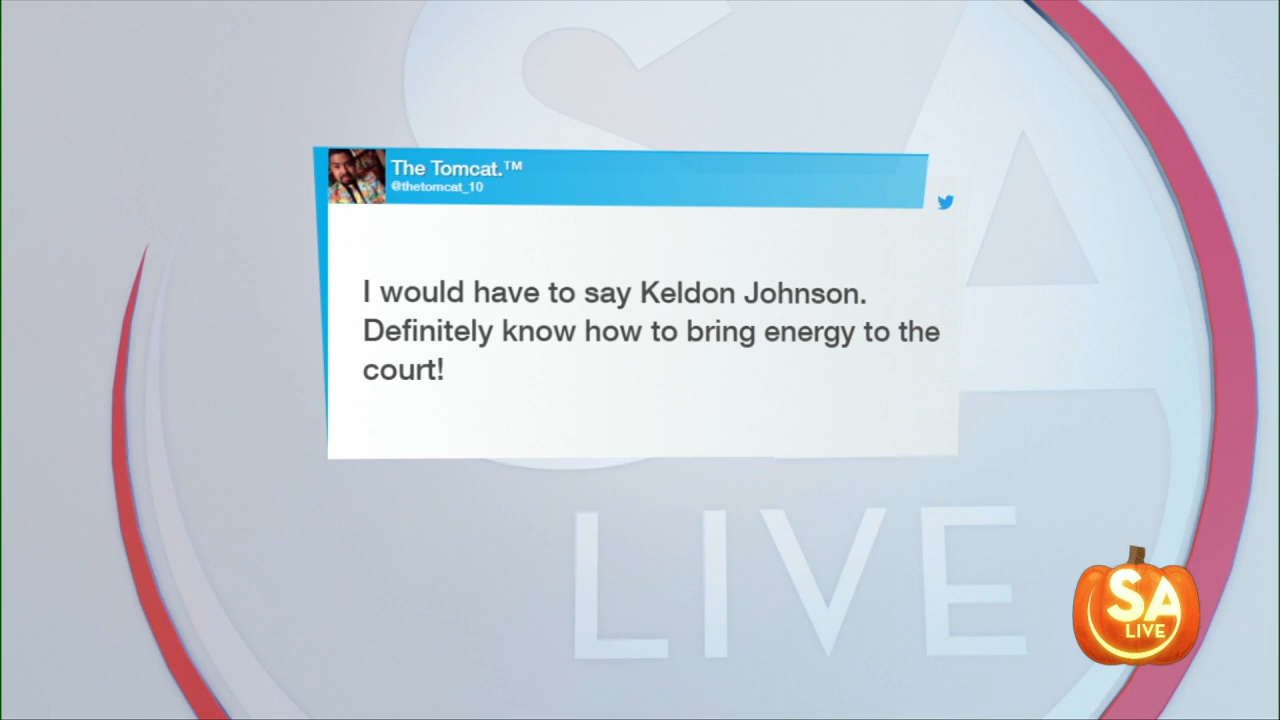 The Tomcat.™
@thetomcat_10
I would have to say Keldon Johnson.
Definitely know how to bring energy to the
court!
SA
LIVE
SA
LIVE